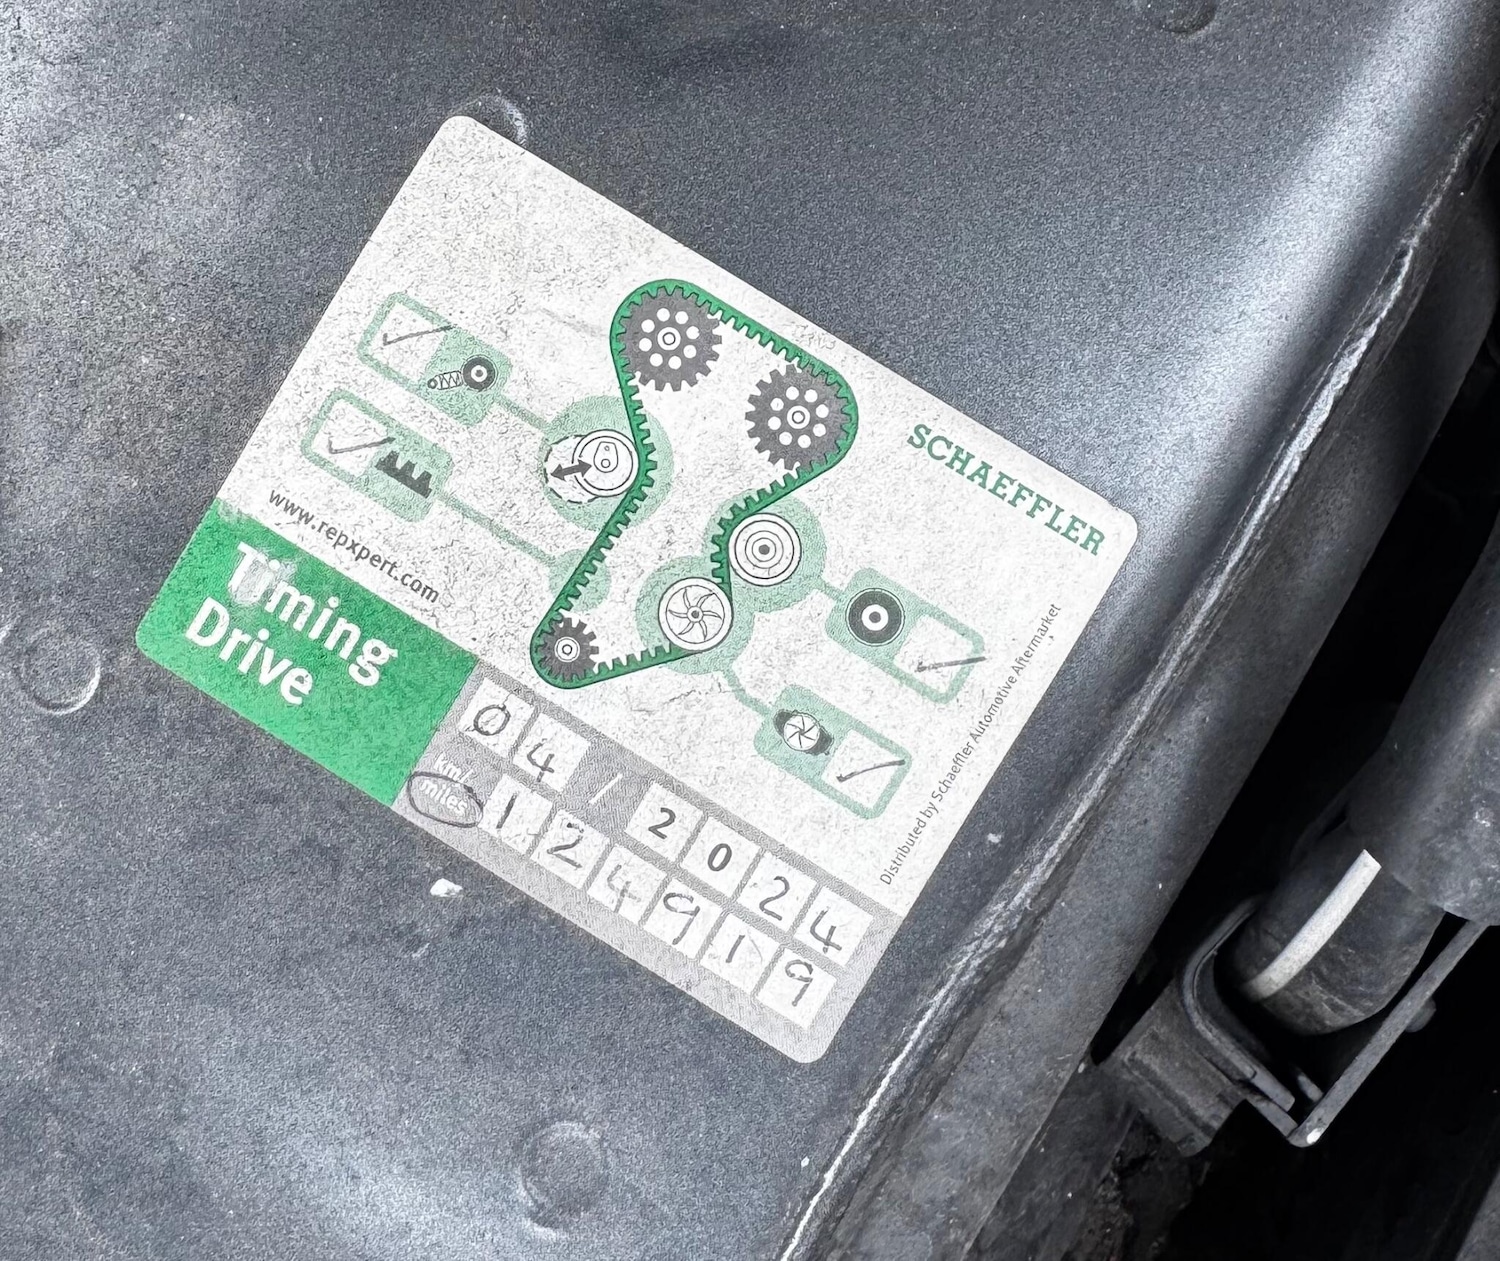 SCHAEFFLER
www.repxpert.com
Timing
Drive
04 / 2024
km/
miles
124919
Distributed by Schaeffler Automotive Aftermarket